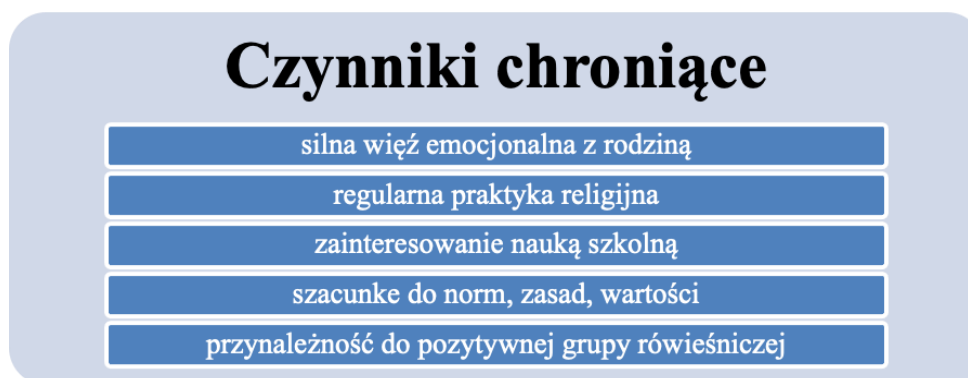 Czynniki chroniące
silna więź emocjonalna z rodziną
regularna praktyka religijna
zainteresowanie nauką szkolną
szacunke do norm, zasad, wartości
przynależność do pozytywnej grupy rówieśniczej